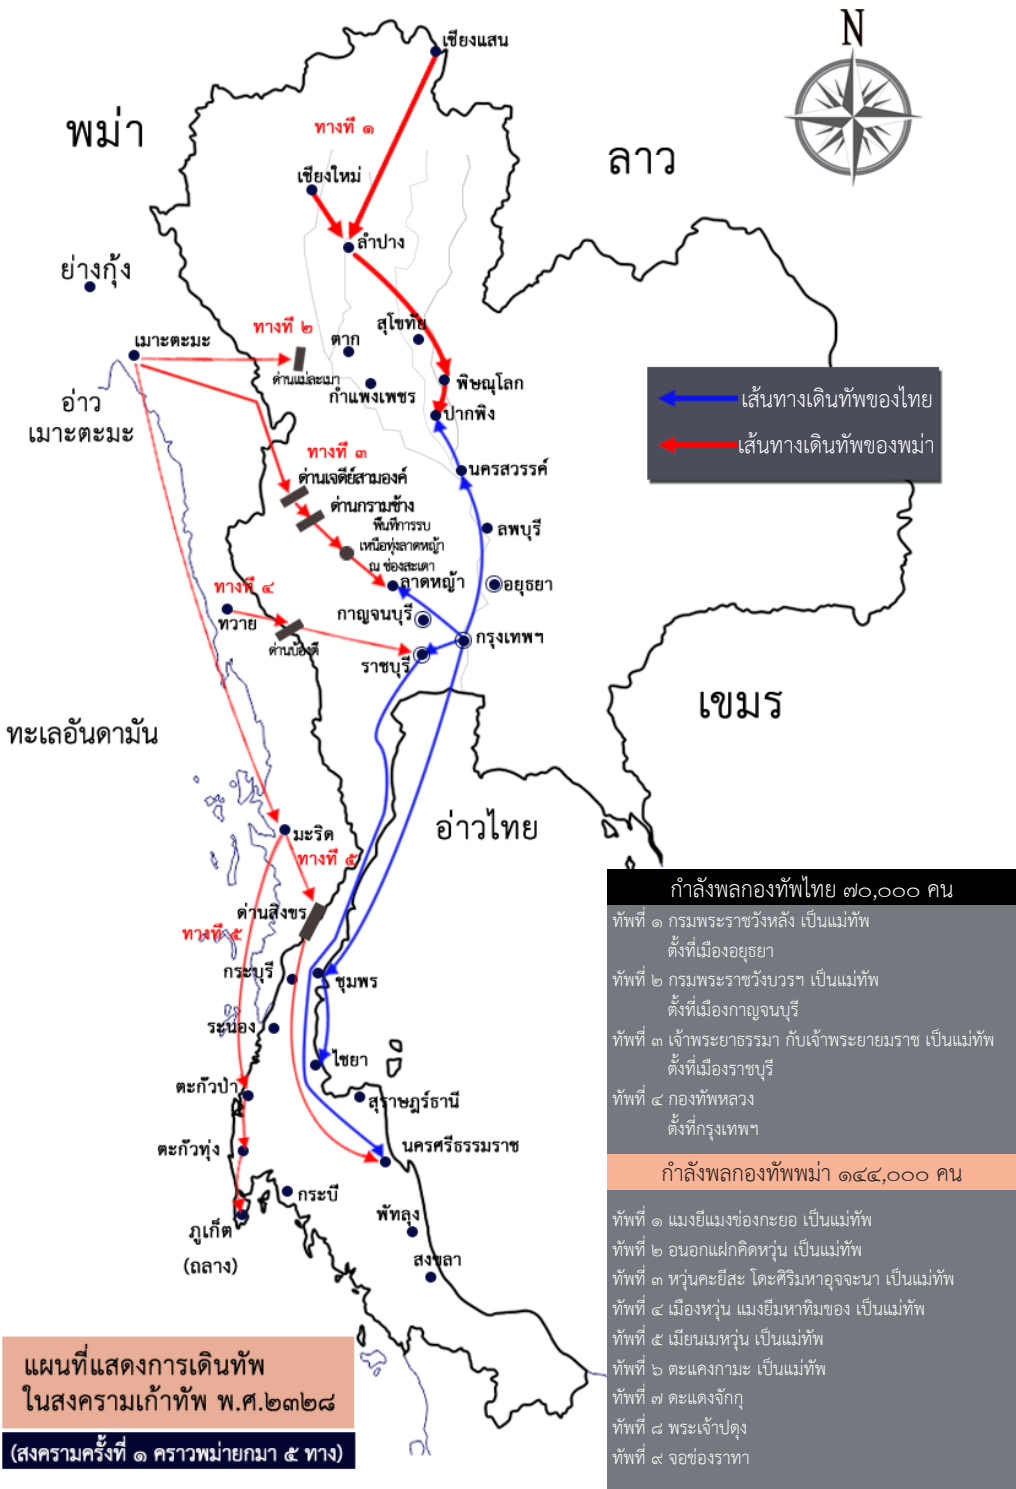 N
เชียงแสน
พม่า
ทางที่ ๑
ลาว
เชียงใหม่
ลำปาง
ย่างกุ้ง
ทางที่ ๒
สุโขทัย
เมาะตะมะ
ตาก
ด่านแม่ละเมา
พิษณุโลก
กำแพงเพชร
อ่าว
เมาะตะมะ
ปากพิง
เส้นทางเดินทัพของไทย
เส้นทางเดินทัพของพม่า
ทางที่ ๓
นครสวรรค์
ด่านเจดีย์สามองค์
ด่านกรามช้าง
พื้นที่การรบ
เหนือทุ่งลาดหญ้า
ณ ช่องสะเดา
ลพบุรี
ลาดหญ้า
อยุธยา
ทางที่ ๔
ทวาย
กาญจนบุรี
กรุงเทพฯ
ด่านบ้องตี้
ราชบุรี
เขมร
ทะเลอันดามัน
อ่าวไทย
มะริด
ทางที่ ๕
ด่านสิงขร
ทางที่ ๕
กระบุรี
ชุมพร
ระนอง
ไชยา
ตะกั่วป่า
สุราษฎร์ธานี
ตะกั่วทุ่ง
นครศรีธรรมราช
กระบี่
ภูเก็ต
(ถลาง)
พัทลุง
สงขลา
กำลังพลกองทัพไทย ๗๐,๐๐๐ คน
ทัพที่ ๑ กรมพระราชวังหลัง เป็นแม่ทัพ
ตั้งที่เมืองอยุธยา
ทัพที่ ๒ กรมพระราชวังบวรฯ เป็นแม่ทัพ
ตั้งที่เมืองกาญจนบุรี
ทัพที่ ๓ เจ้าพระยาธรรมา กับเจ้าพระยายมราช เป็นแม่ทัพ
ตั้งที่เมืองราชบุรี
ทัพที่ ๔ กองทัพหลวง
ตั้งที่กรุงเทพฯ
กำลังพลกองทัพพม่า ๑๔๔,๐๐๐ คน
ทัพที่ ๑ แมงยีแมงข่องกะยอ เป็นแม่ทัพ
ทัพที่ ๒ อนอกแฝกคิดหวุ่น เป็นแม่ทัพ
ทัพที่ ๓ หวุ่นคะยีสะ โดะศิริมหาอุจจะนา เป็นแม่ทัพ
ทัพที่ ๔ เมืองหวุ่น แมงยีมหาทิมของ เป็นแม่ทัพ
ทัพที่ ๕ เมียนเมหวุ่น เป็นแม่ทัพ
ทัพที่ ๖ ตะแคงกามะ เป็นแม่ทัพ
ทัพที่ ๗ ตะแดงจักกุ
ทัพที่ ๘ พระเจ้าปดุง
ทัพที่ ๙ จอข่องราทา
แผนที่แสดงการเดินทัพ
ในสงครามเก้าทัพ พ.ศ.๒๓๒๘
(สงครามครั้งที่ ๑ คราวพม่ายกมา ๕ ทาง)